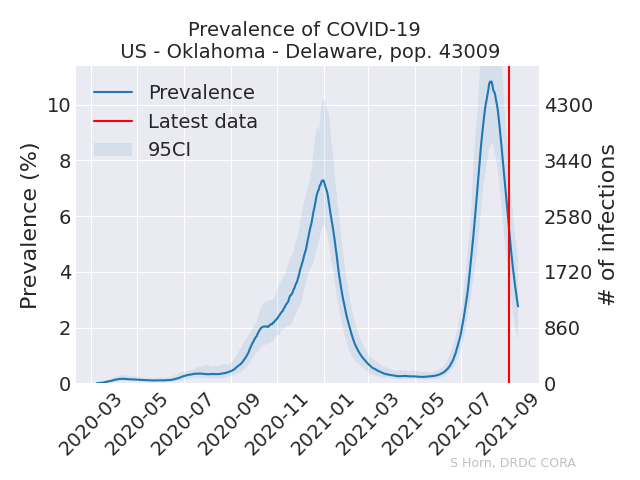 Prevalence of COVID-19
US - Oklahoma - Delaware, pop. 43009
Prevalence
Latest data
95CI
Prevalence (%)
10
8
6
4
2
0
4300
3440
2580
1720
860
0
# of infections
2020-03
2020-05
2020-07
2020-09
2020-11
2021-01
2021-03
2021-05
2021-07
2021-09
S Horn, DRDC CORA